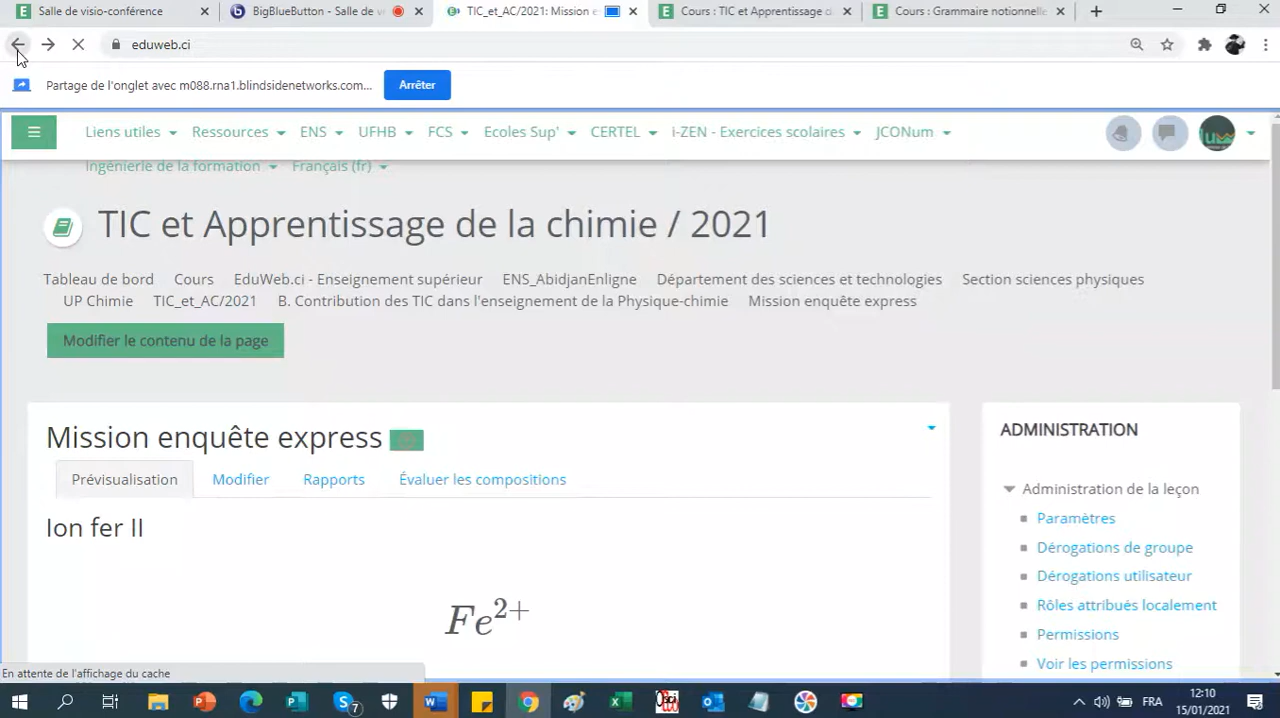 Salle de visio-conférence
BigBlueButton - Salle de v
TIC_et_AC/2021: Mission e
Cours : TIC et Apprentissage d
Cours : Grammaire notionnelle
eduweb.ci
Partage de l'onglet avec m088.rna1.blindsidenetworks.com...
Arrêter
Liens utiles
Ressources
ENS
UFHB
FCS
Ecoles Sup'
CERTEL
i-ZEN - Exercices scolaires
JCONum
Ingénierie de la formation
Français (fr)
TIC et Apprentissage de la chimie / 2021
Tableau de bord Cours EduWeb.ci - Enseignement supérieur ENS_AbidjanEnligne Département des sciences et technologies Section sciences physiques
UP Chimie TIC_et_AC/2021 B. Contribution des TIC dans l'enseignement de la Physique-chimie Mission enquête express
Modifier le contenu de la page
Mission enquête express
Prévisualisation Modifier Rapports Évaluer les compositions
Ion fer II
Fe²⁺
ADMINISTRATION
Administration de la leçon
Paramètres
Dérogations de groupe
Dérogations utilisateur
Rôles attribués localement
Permissions
Voir les permissions
En attente de l'affichage du cache
7
FRA
12:10
15/01/2021